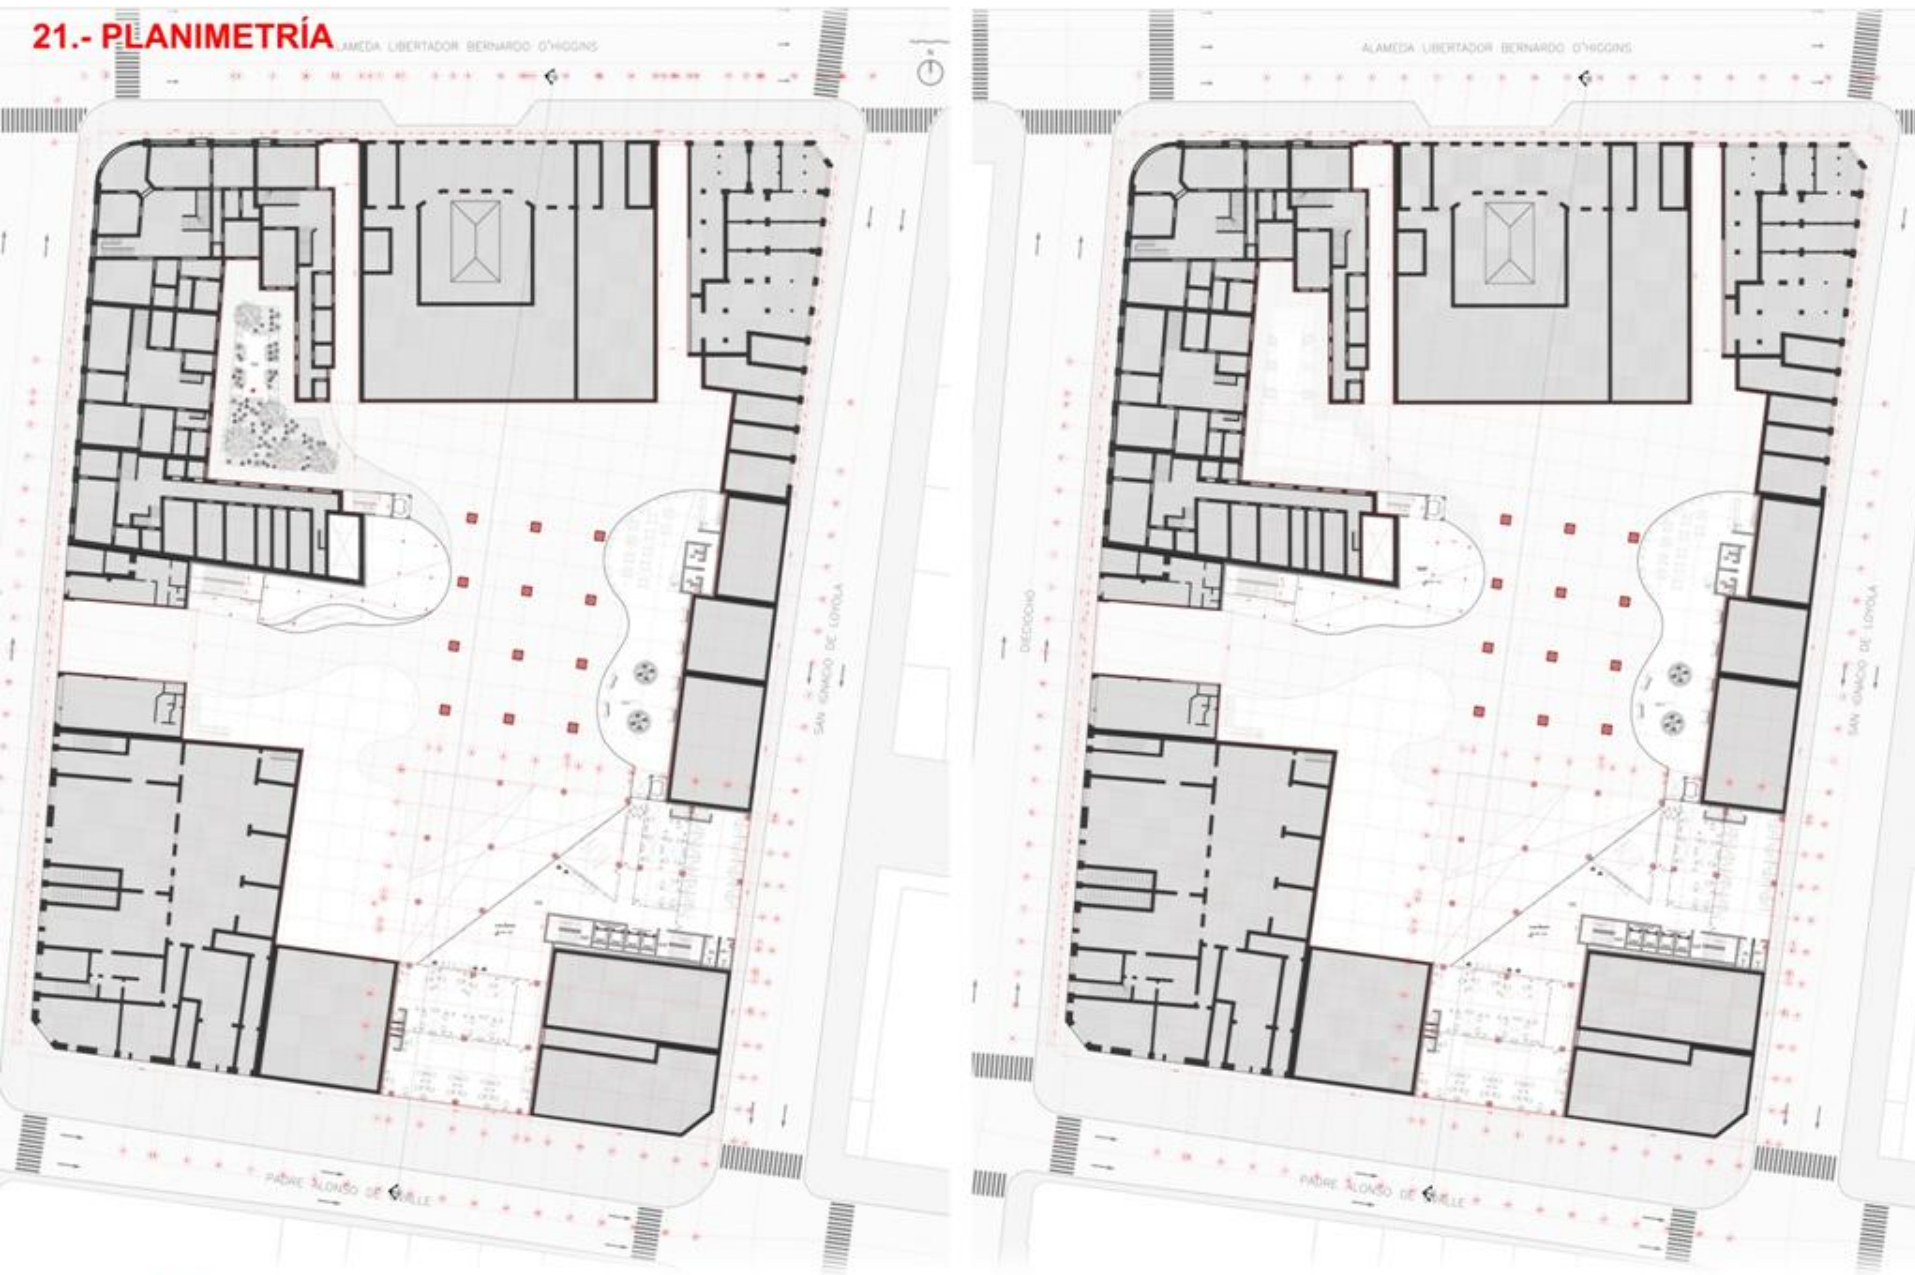 21.- PLANIMETRÍA
ALAMEDA LIBERTADOR BERNARDO O'HIGGINS
N
SAN IGNACIO DE LOYOLA
PADRE ALONSO DE OVALLE
ALAMEDA LIBERTADOR BERNARDO O'HIGGINS
DIECIOCHO
SAN IGNACIO DE LOYOLA
PADRE ALONSO DE OVALLE